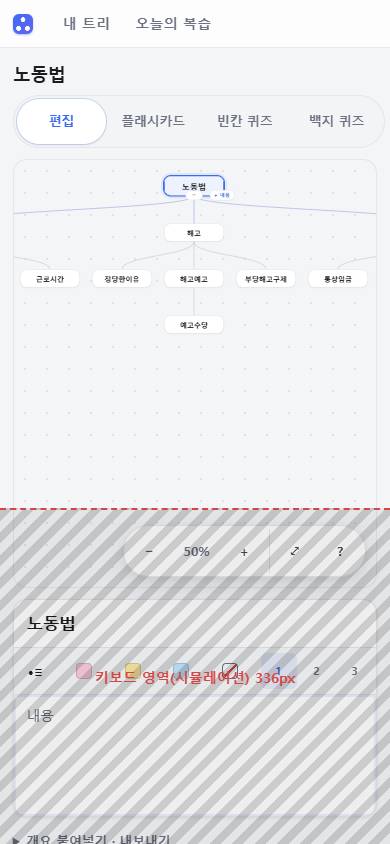 내 트리 오늘의 복습
노동법
편집 플래시카드 빈칸 퀴즈 백지 퀴즈
노동법
해고
근로시간 정당한이유 해고예고 부당해고구제 통상임금
예고수당
− 50% + ⤢ ?
노동법
1 2 3
키보드 영역(시뮬레이션) 336px
내용
▶ 개요 붙여넣기 · 내보내기